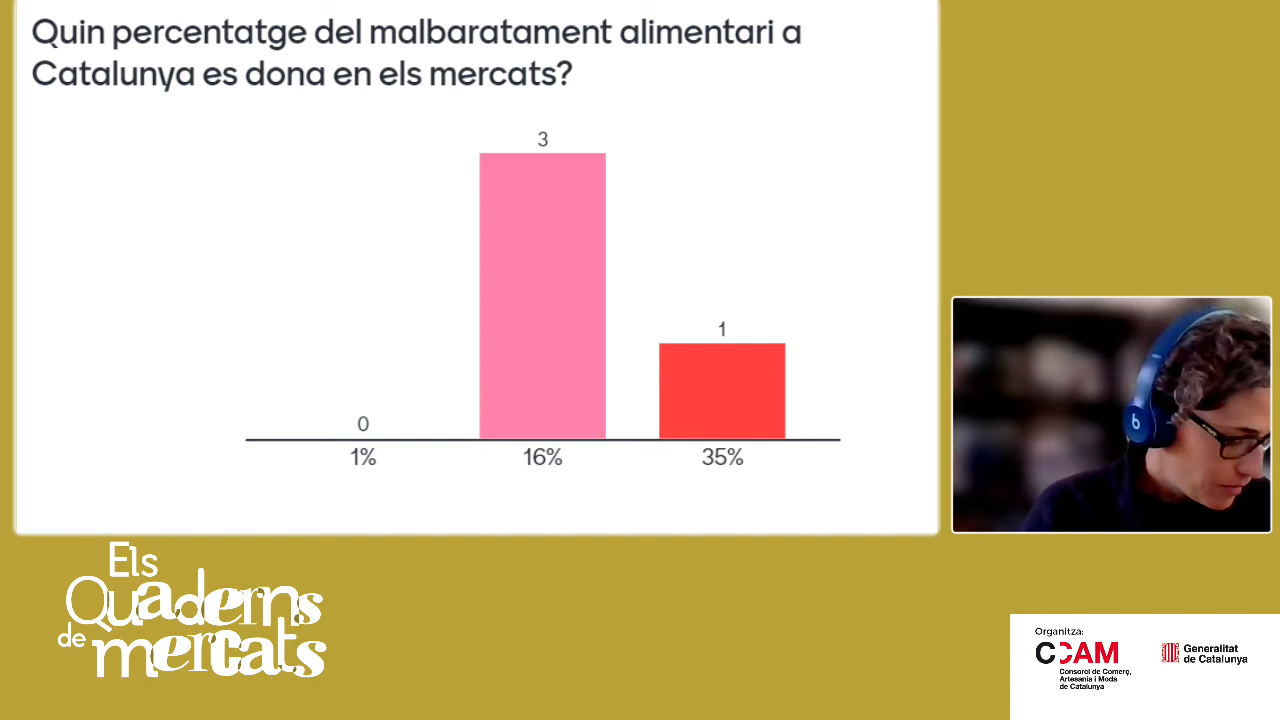 Quin percentatge del malbaratament alimentari a
Catalunya es dona en els mercats?
3
1
0
1%
16%
35%
b
Els
Quaderns
de mercats
Organitza:
CCAM
Consorci de Comerç,
Artesania i Moda
de Catalunya
Generalitat
de Catalunya